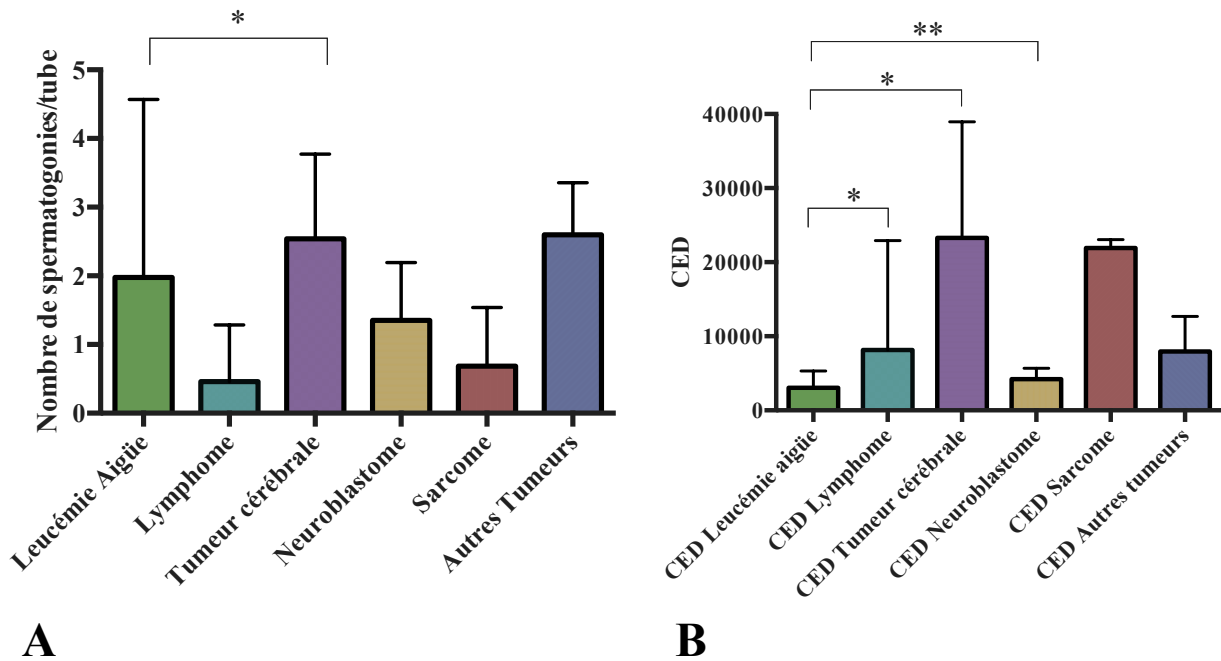 *
Nombre de spermatogonies/tube
5
4
3
2
1
0
Leucémie Aigüe
Lymphome
Tumeur cérébrale
Neuroblastome
Sarcome
Autres Tumeurs
A
**
*
*
CED
40000
30000
20000
10000
0
CED Leucémie aigüe
CED Lymphome
CED Tumeur cérébrale
CED Neuroblastome
CED Sarcome
CED Autres tumeurs
B